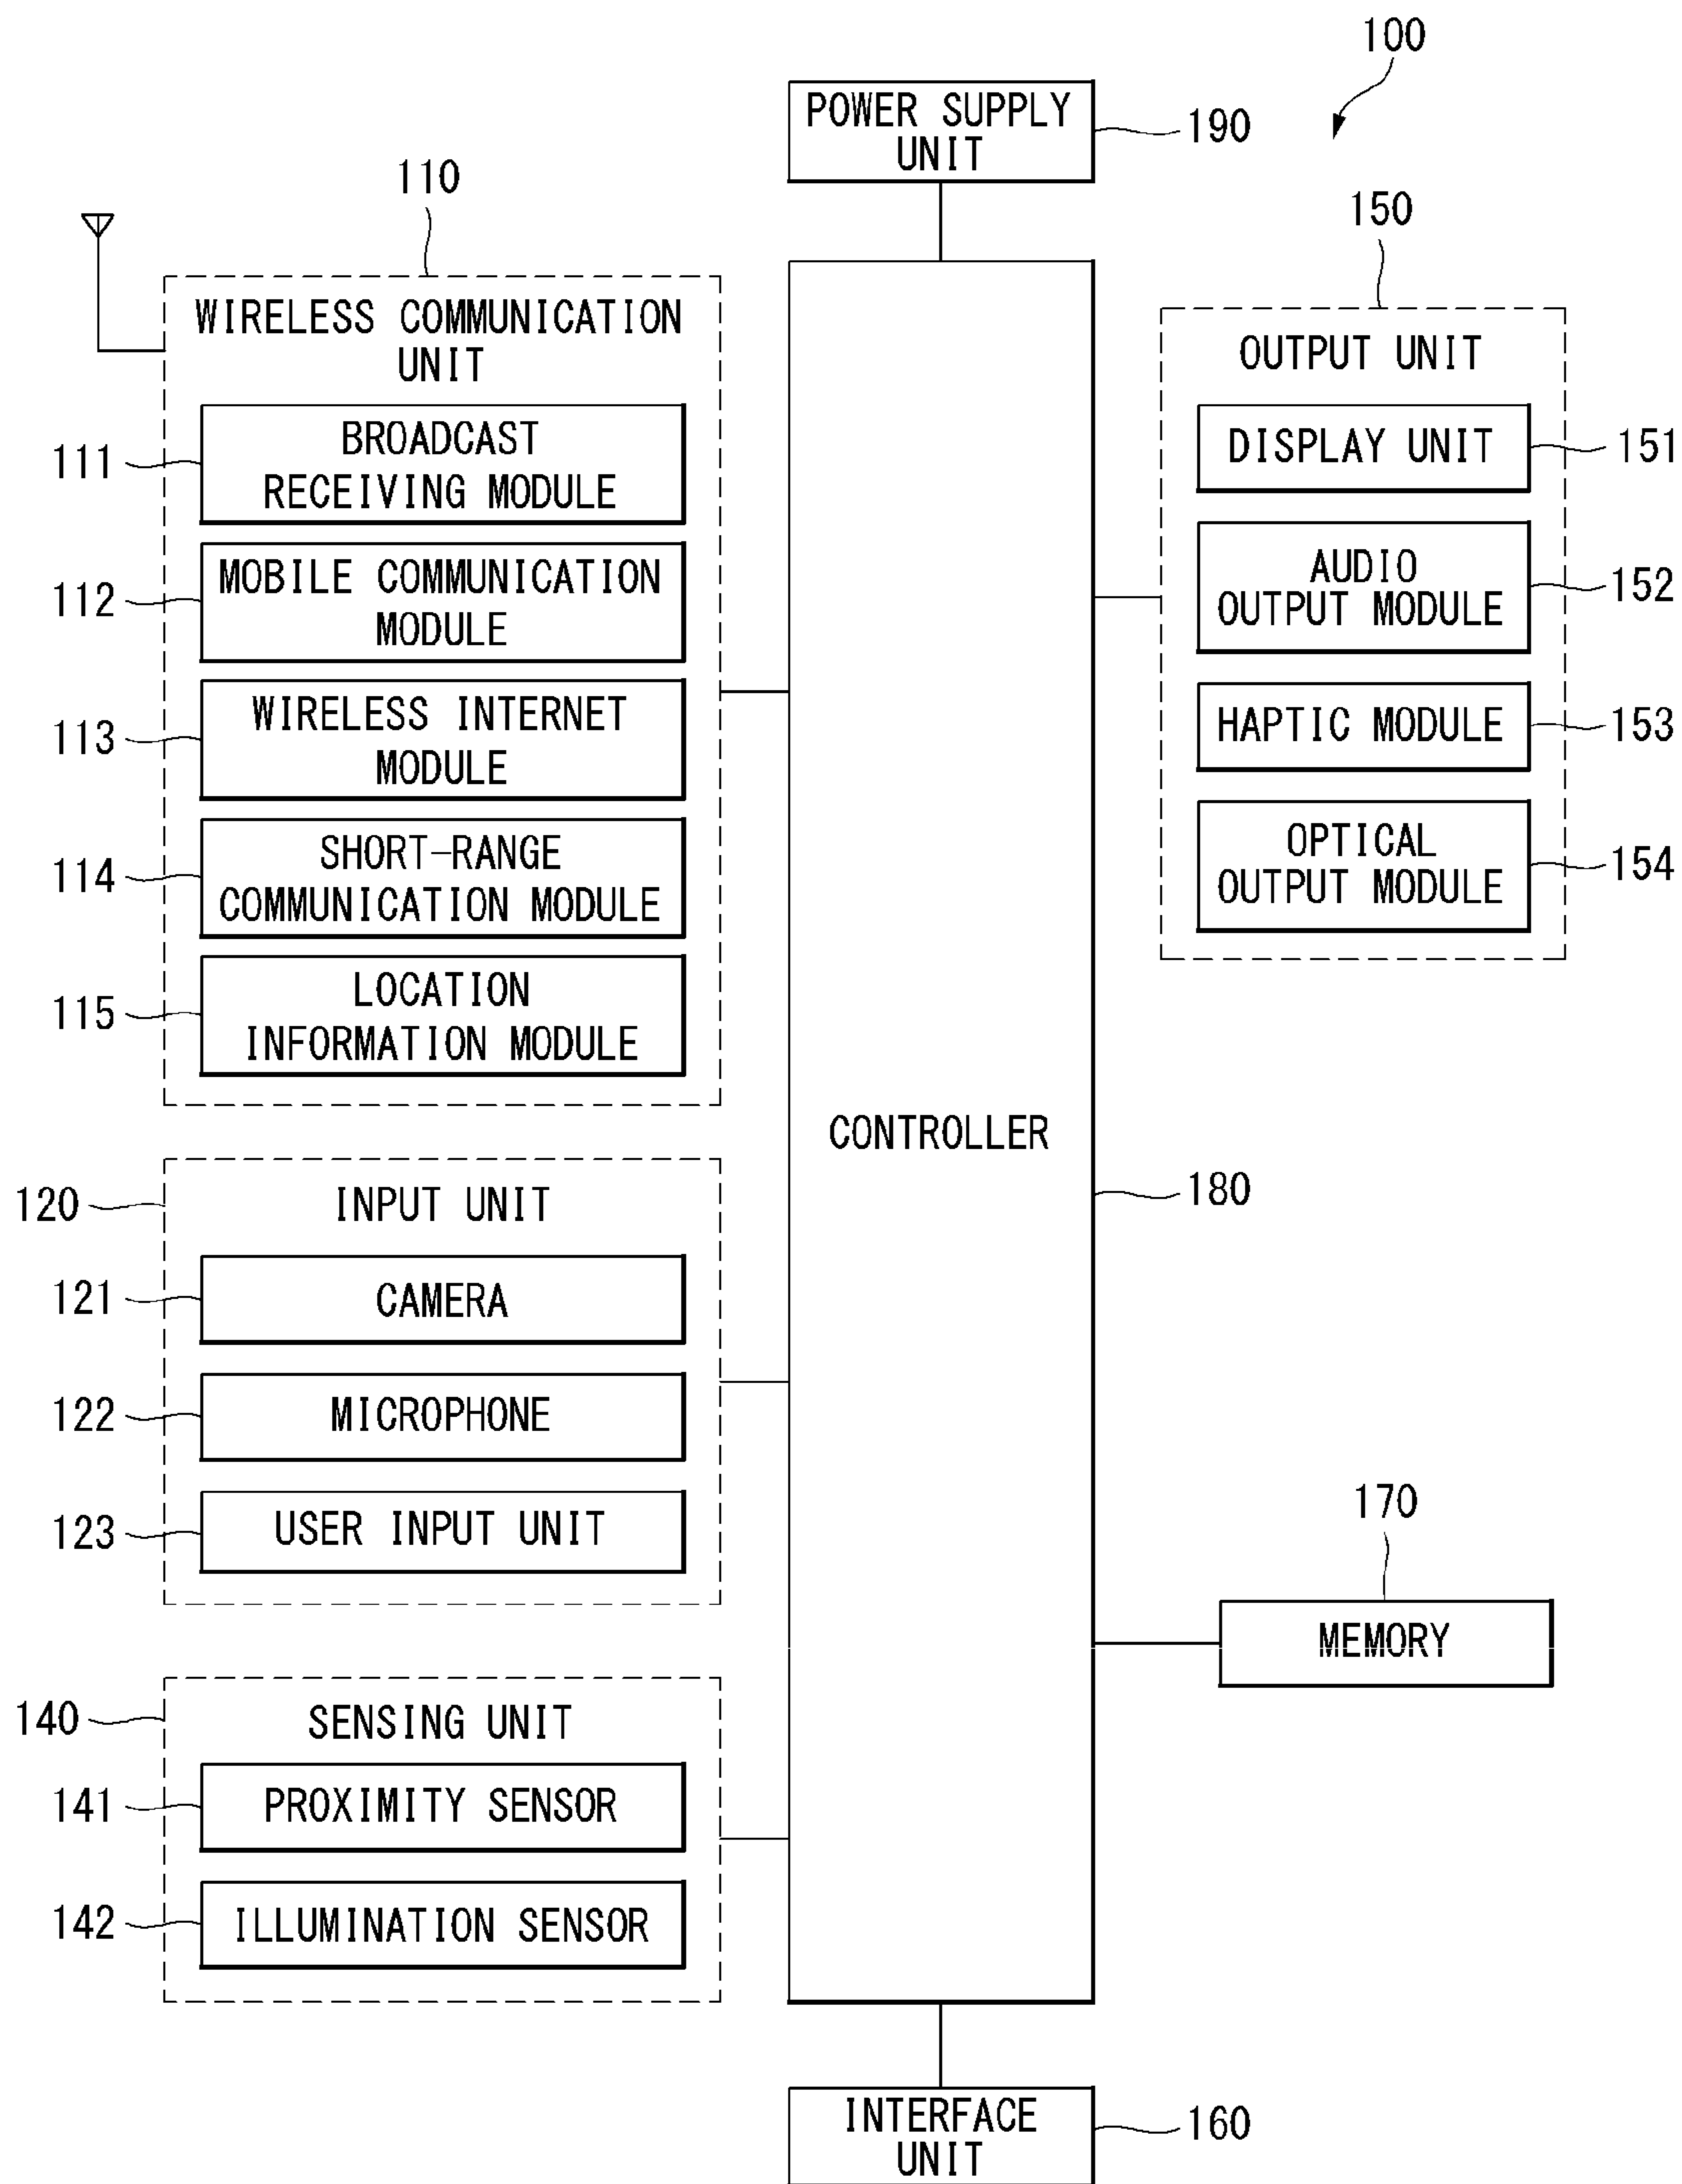 100
POWER SUPPLY
UNIT
190
110
150
WIRELESS COMMUNICATION
UNIT
111
BROADCAST
RECEIVING MODULE
112
MOBILE COMMUNICATION
MODULE
113
WIRELESS INTERNET
MODULE
114
SHORT-RANGE
COMMUNICATION MODULE
115
LOCATION
INFORMATION MODULE
OUTPUT UNIT
DISPLAY UNIT
151
AUDIO
OUTPUT MODULE
152
HAPTIC MODULE
153
OPTICAL
OUTPUT MODULE
154
CONTROLLER
180
120
INPUT UNIT
121
CAMERA
122
MICROPHONE
123
USER INPUT UNIT
170
MEMORY
140
SENSING UNIT
141
PROXIMITY SENSOR
142
ILLUMINATION SENSOR
INTERFACE
UNIT
160